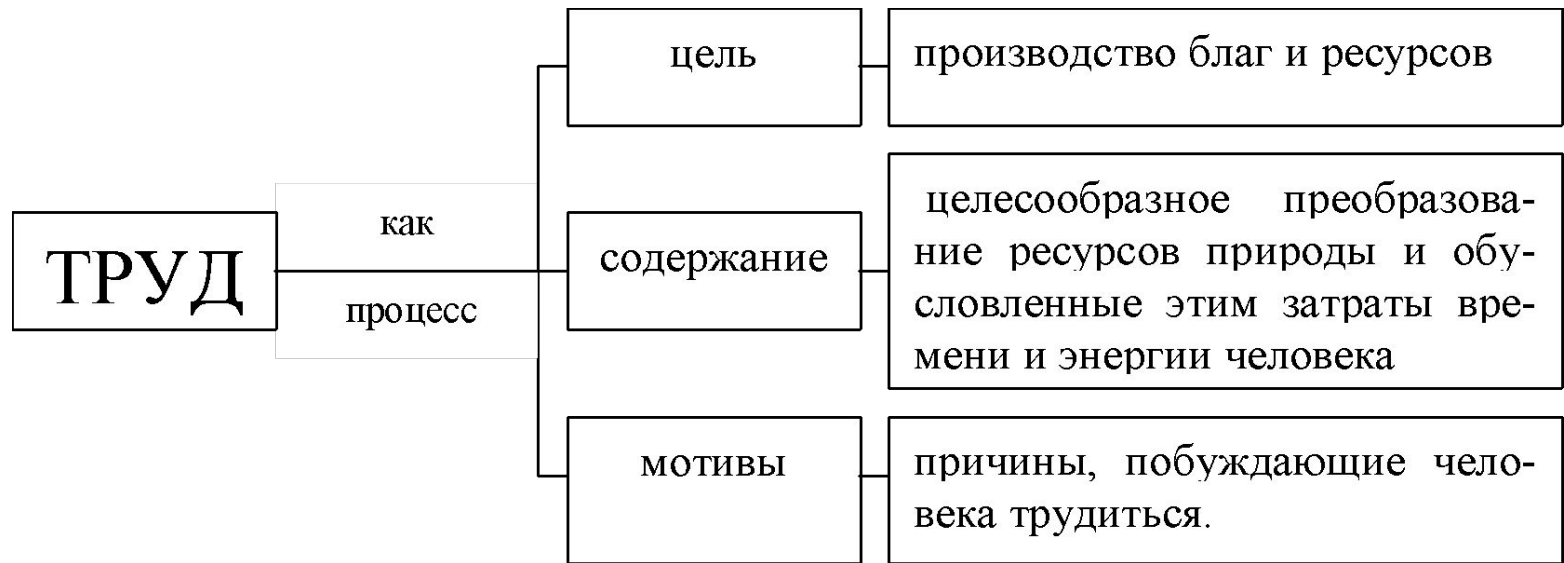 ТРУД
как
процесс
цель
производство благ и ресурсов
содержание
целесообразное преобразова-
ние ресурсов природы и обу-
словленные этим затраты вре-
мени и энергии человека
мотивы
причины, побуждающие чело-
века трудиться.